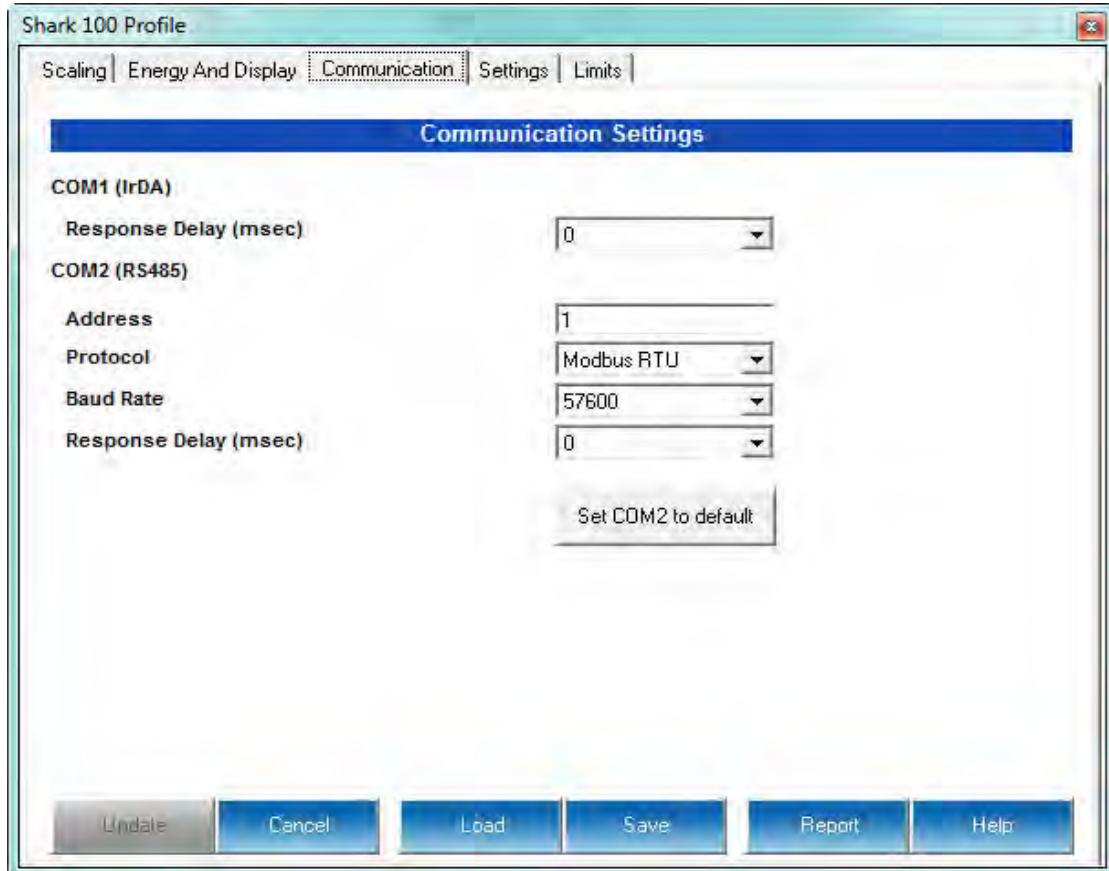 Shark 100 Profile
Scaling Energy And Display Communication Settings Limits
Communication Settings
COM1 (IrDA)
Response Delay (msec) 0
COM2 (RS485)
Address 1
Protocol Modbus RTU
Baud Rate 57600
Response Delay (msec) 0
Set COM2 to default
Update Cancel Load Save Report Help